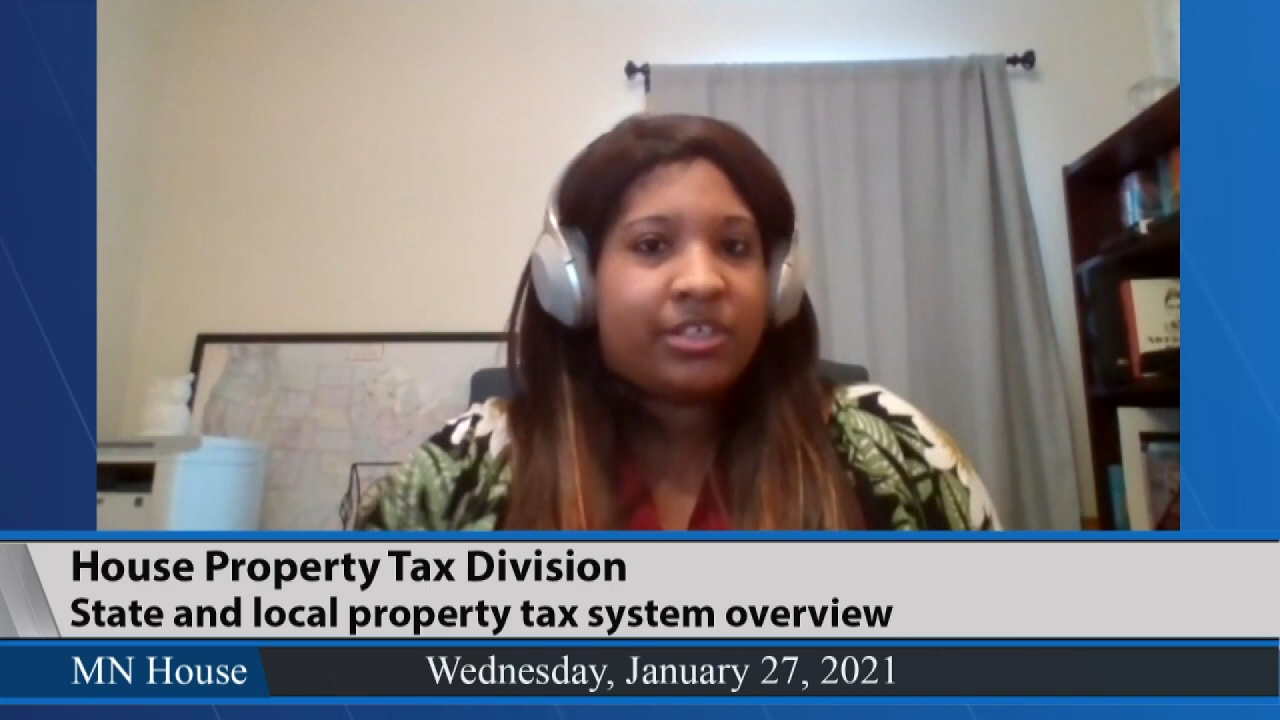 House Property Tax Division
State and local property tax system overview
MN House
Wednesday, January 27, 2021